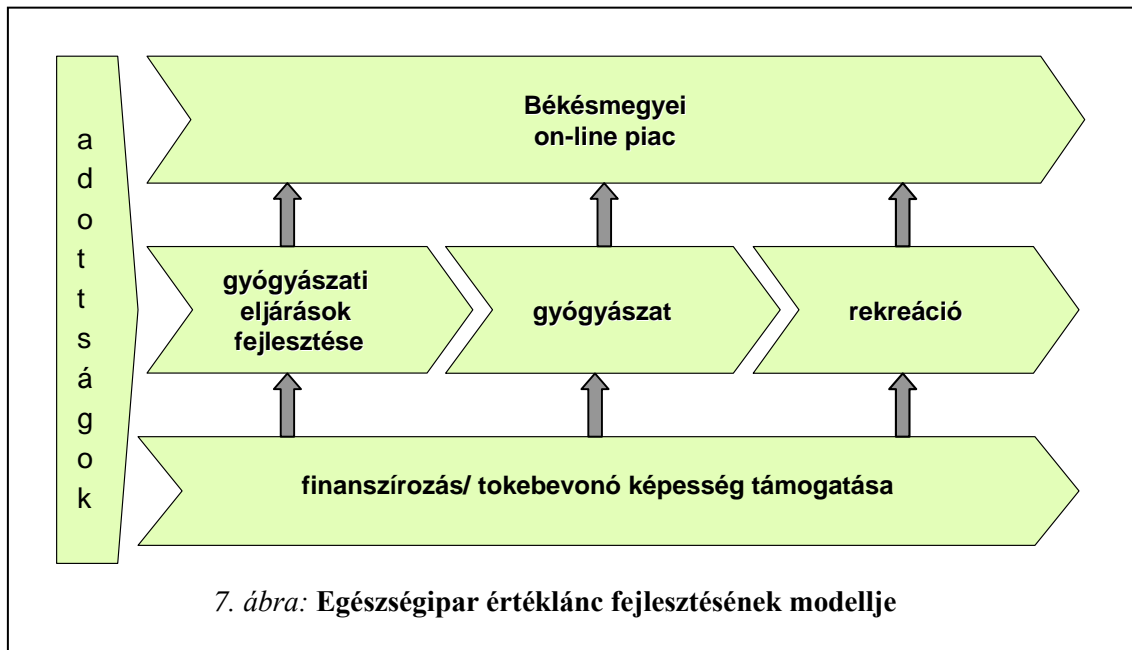 adottságok
Békésmegyei
on-line piac
gyógyászati
eljárások
fejlesztése
gyógyászat
rekreáció
finanszírozás/ tokebevonó képesség támogatása
7. ábra: Egészségipar értéklánc fejlesztésének modellje